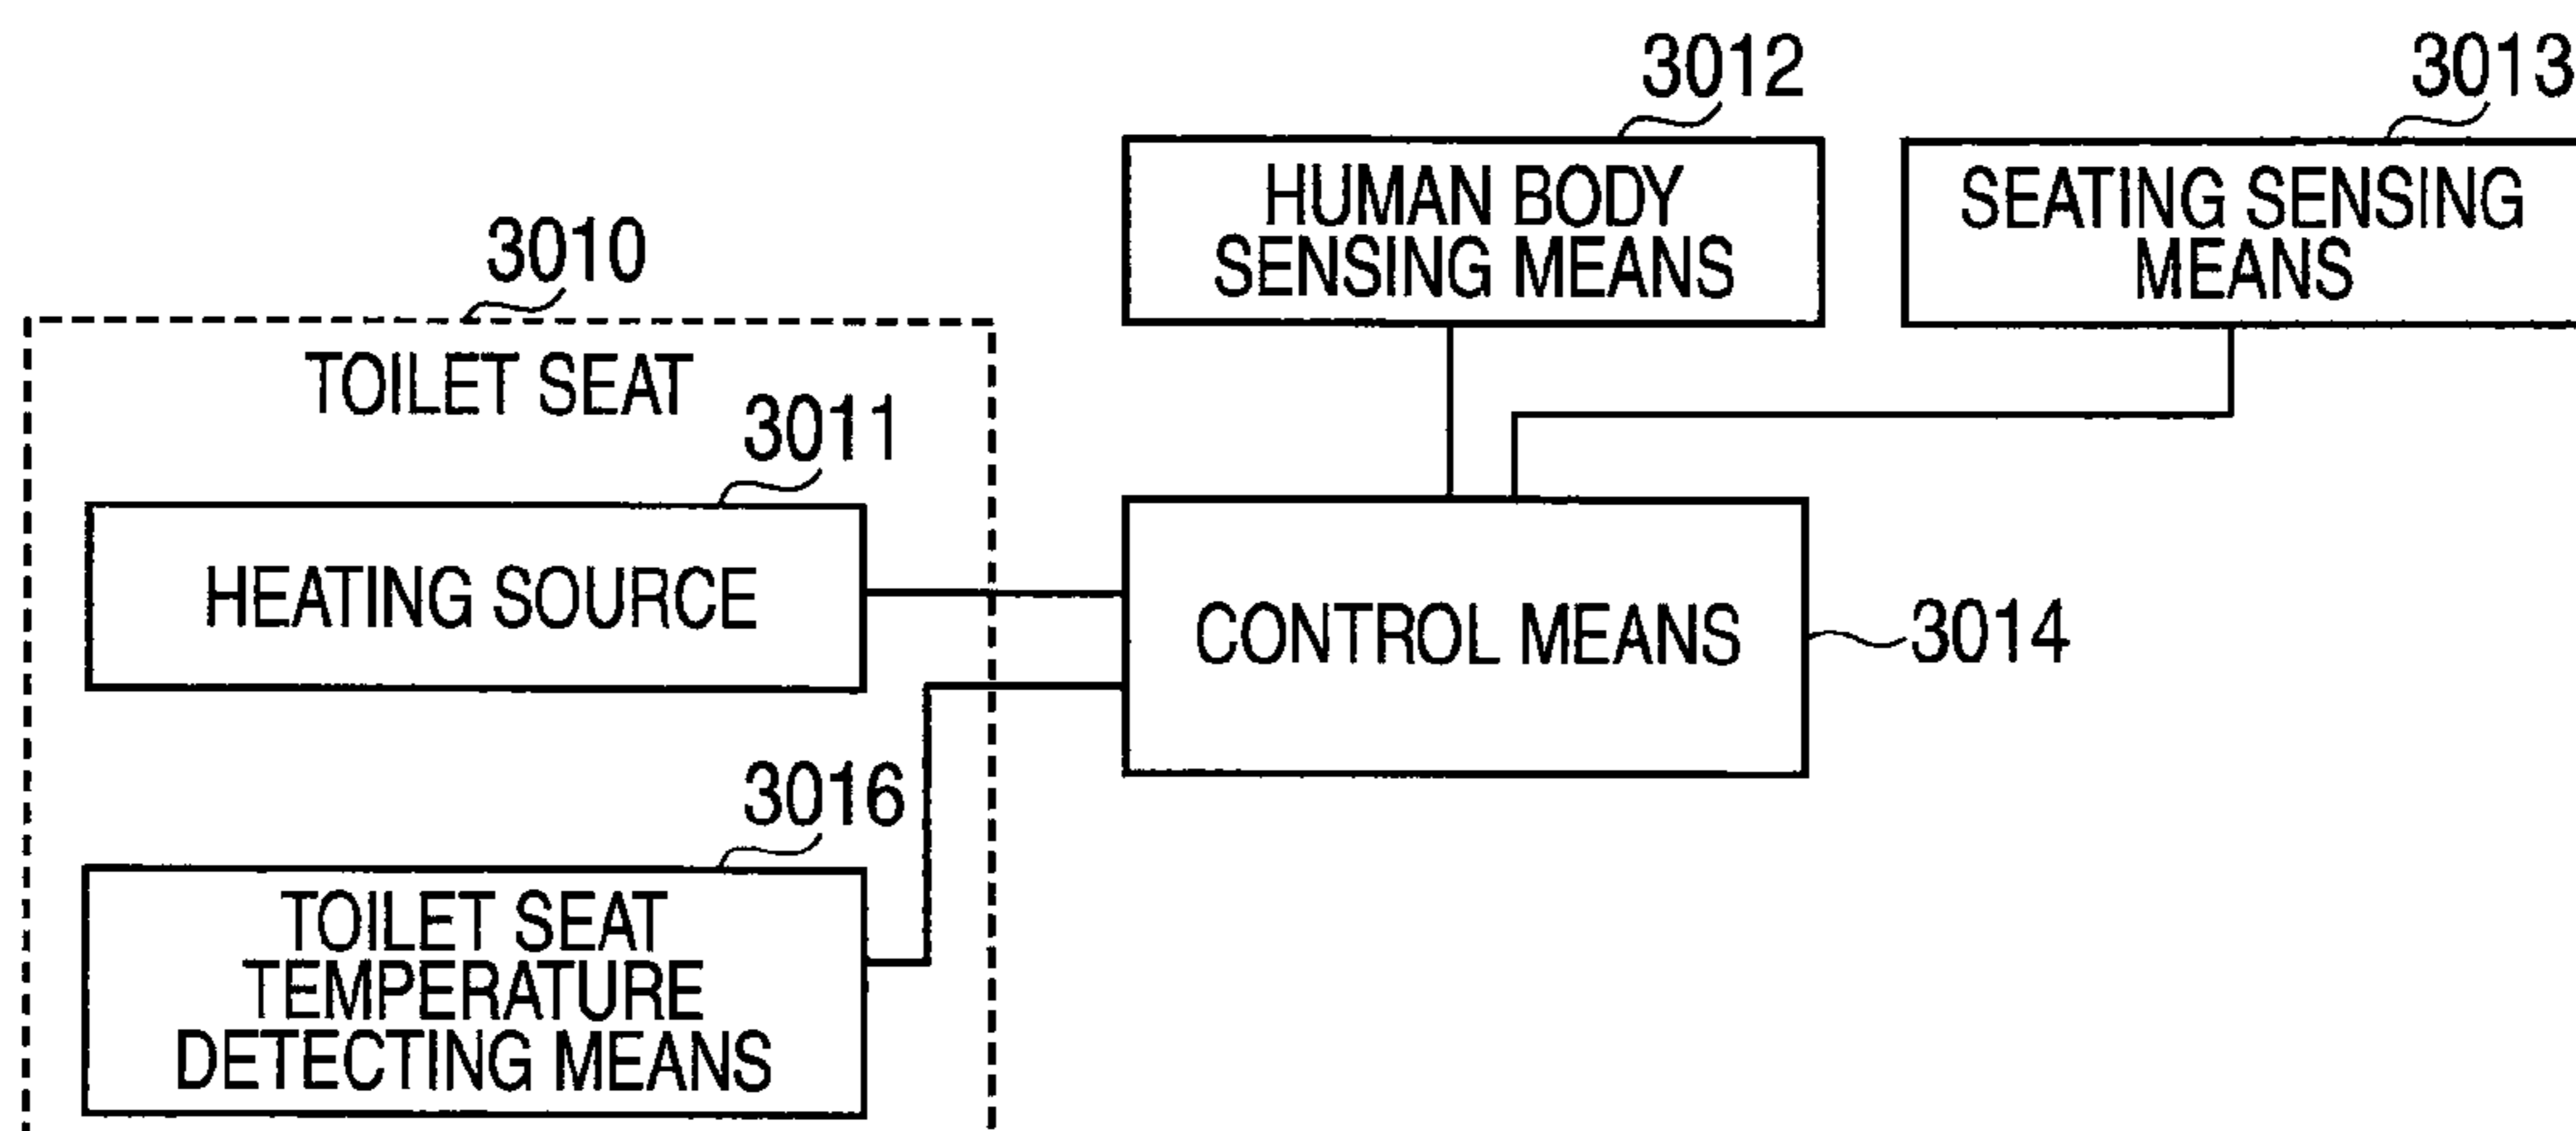 3012
3013
HUMAN BODY
SENSING MEANS
SEATING SENSING
MEANS
3010
TOILET SEAT
3011
HEATING SOURCE
CONTROL MEANS
3014
3016
TOILET SEAT
TEMPERATURE
DETECTING MEANS